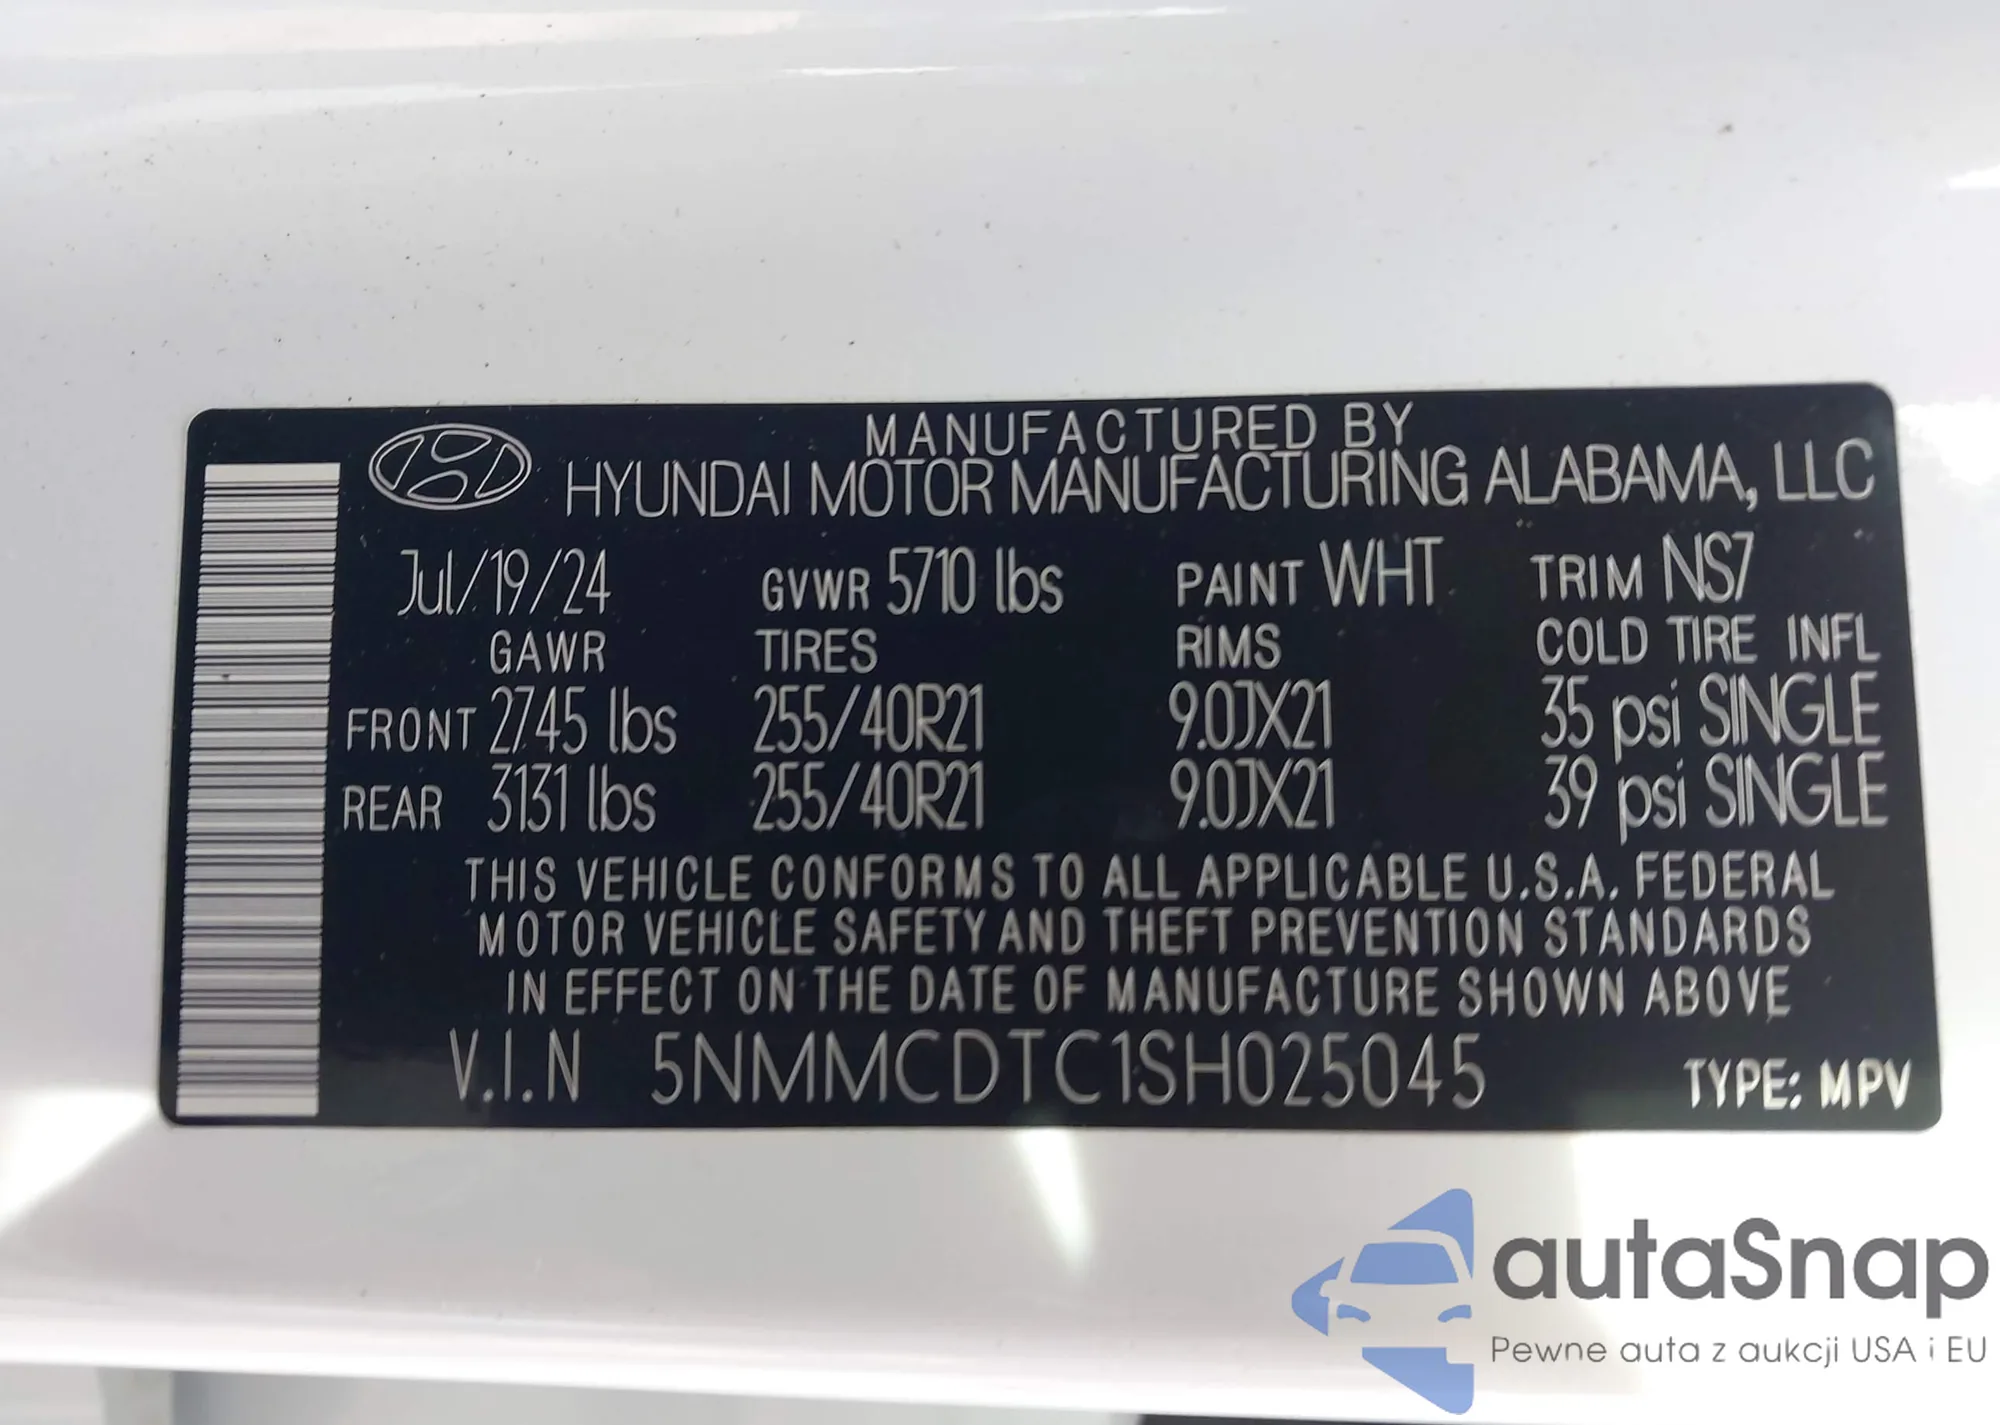 MANUFACTURED BY
HYUNDAI MOTOR MANUFACTURING ALABAMA, LLC
Jul/19/24 GVWR 5710 lbs PAINT WHT TRIM NS7
GAWR TIRES RIMS COLD TIRE INFL
FRONT 2745 lbs 255/40R21 9.0JX21 35 psi SINGLE
REAR 3131 lbs 255/40R21 9.0JX21 39 psi SINGLE
THIS VEHICLE CONFORMS TO ALL APPLICABLE U.S.A. FEDERAL
MOTOR VEHICLE SAFETY AND THEFT PREVENTION STANDARDS
IN EFFECT ON THE DATE OF MANUFACTURE SHOWN ABOVE
V.I.N 5NMMCDTC1SH025045 TYPE: MPV
autaSnap
Pewne auta z aukcji USA i EU